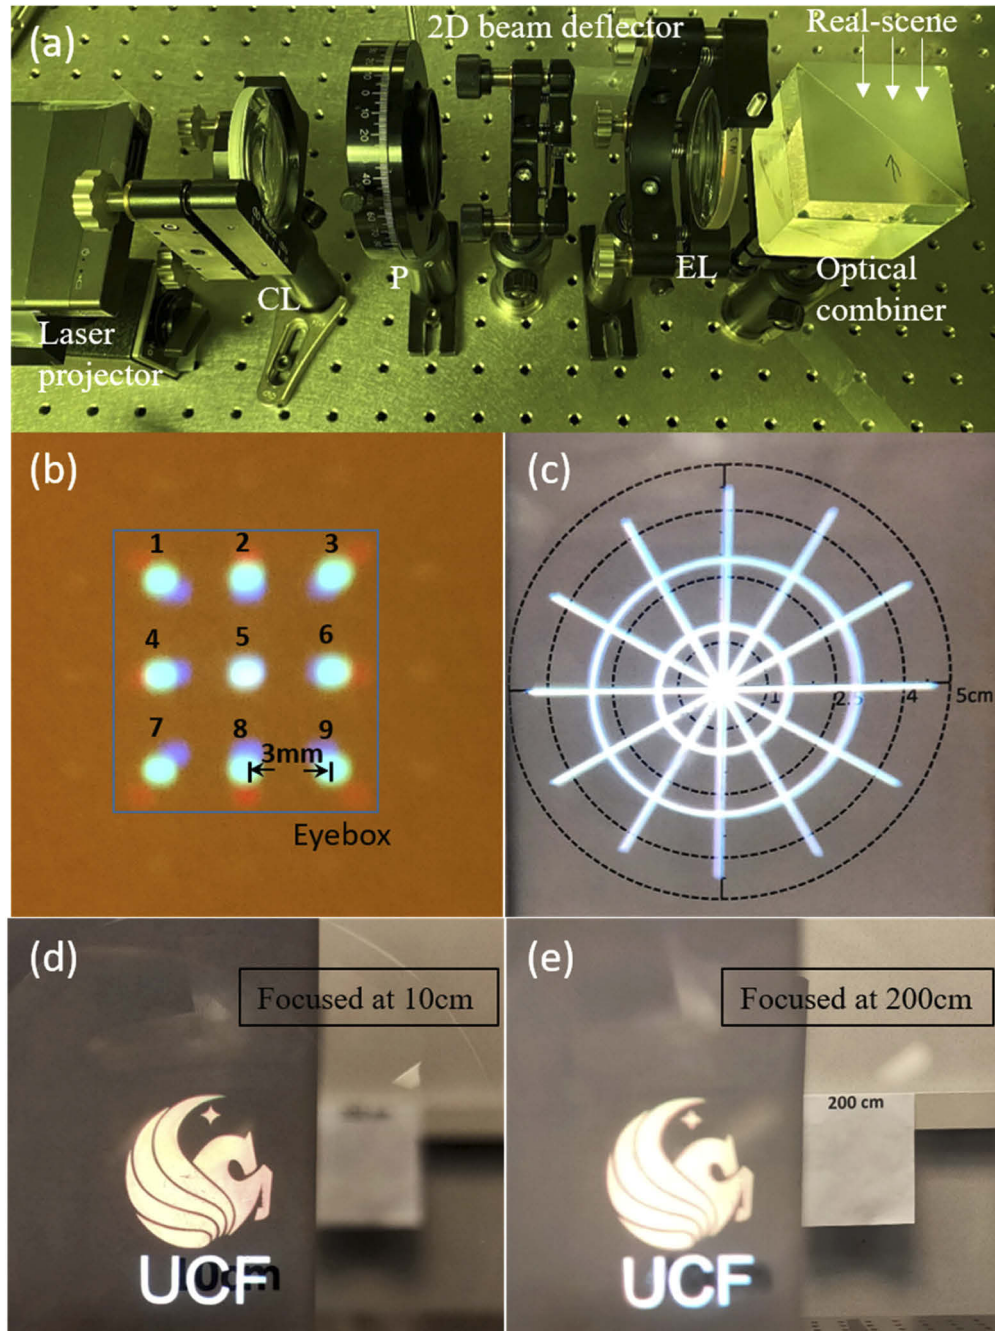 (a)
2D beam deflector
Real-scene
CL
P
EL
Optical
combiner
Laser
projector
(b)
1
2
3
4
5
6
7
8
9
3mm
Eyebox
(c)
1
2.5
4
5cm
(d)
Focused at 10cm
UCF
10cm
(e)
Focused at 200cm
200 cm
UCF